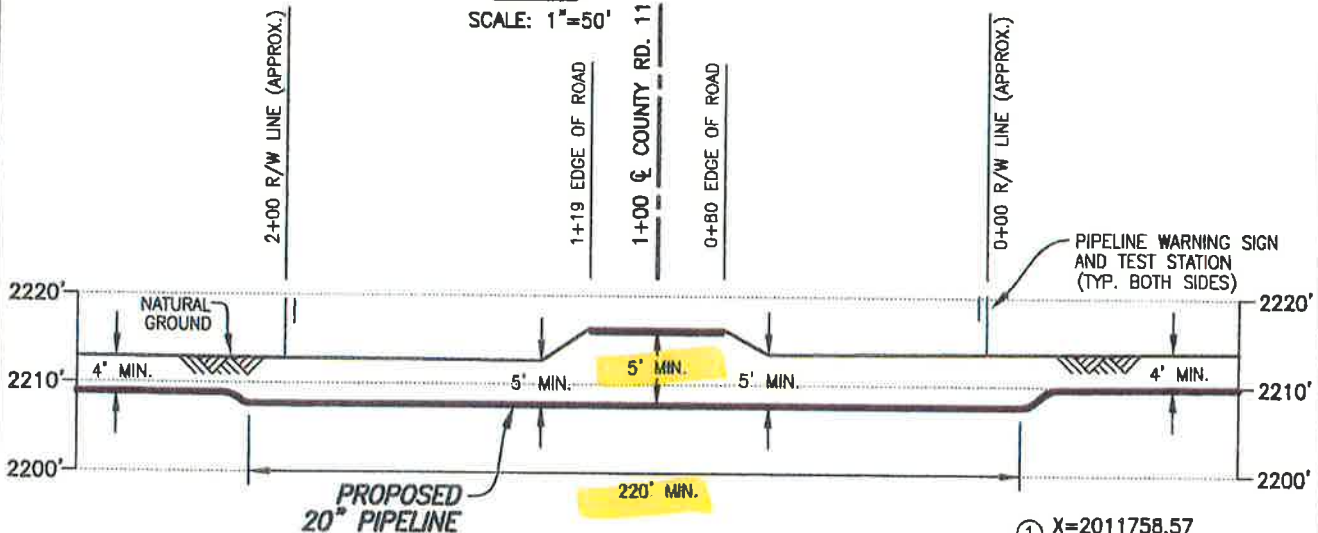 SCALE: 1"=50'
2+00 R/W LINE (APPROX.)
1+19 EDGE OF ROAD
1+00 ℄ COUNTY RD. 11
0+80 EDGE OF ROAD
0+00 R/W LINE (APPROX.)
PIPELINE WARNING SIGN
AND TEST STATION
(TYP. BOTH SIDES)
2220'
NATURAL
GROUND
2220'
4' MIN.
5' MIN.
5' MIN.
5' MIN.
4' MIN.
2210'
2210'
2200'
2200'
220' MIN.
PROPOSED
20" PIPELINE
1 X=2011758.57